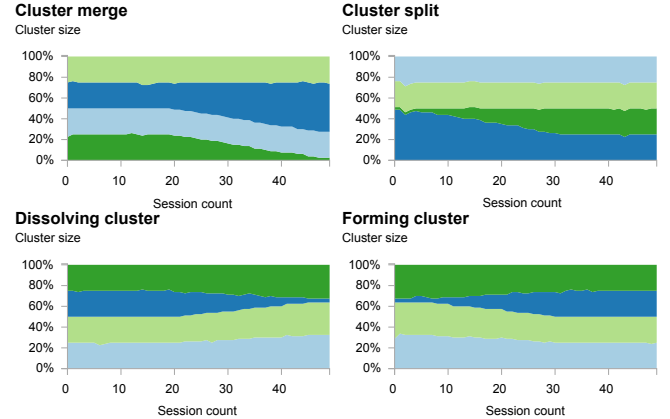 Cluster merge
Cluster size
100%
80%
60%
40%
20%
0%
0 10 20 30 40
Session count
Cluster split
Cluster size
100%
80%
60%
40%
20%
0%
0 10 20 30 40
Session count
Dissolving cluster
Cluster size
100%
80%
60%
40%
20%
0%
0 10 20 30 40
Session count
Forming cluster
Cluster size
100%
80%
60%
40%
20%
0%
0 10 20 30 40
Session count